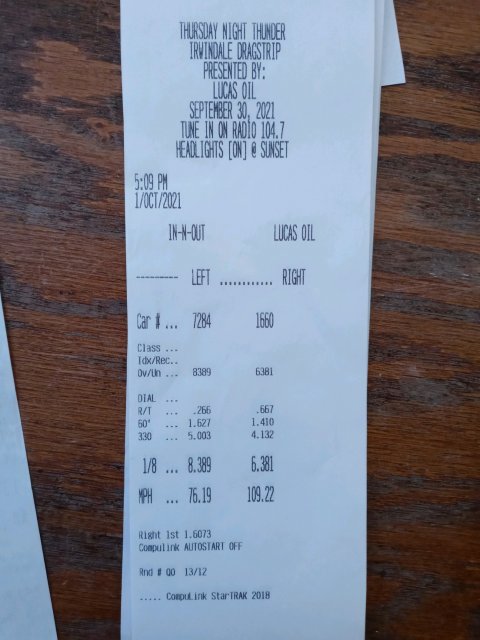 THURSDAY NIGHT THUNDER
IRWINDALE DRAGSTRIP
PRESENTED BY:
LUCAS OIL
SEPTEMBER 30, 2021
TUNE IN ON RADIO 104.7
HEADLIGHTS [ON] @ SUNSET
5:09 PM
1/OCT/2021
IN-N-OUT LUCAS OIL
--------- LEFT ............ RIGHT
Car # ... 7284 1660
Class ...
Idx/Rec..
Ov/Un ... 8389 6381
DIAL ...
R/T ... .266 .667
60' ... 1.627 1.410
330 ... 5.003 4.132
1/8 ... 8.389 6.381
MPH ... 76.19 109.22
Right 1st 1.6073
Compulink AUTOSTART OFF
Rnd # Q0 13/12
..... CompuLink StarTRAK 2018